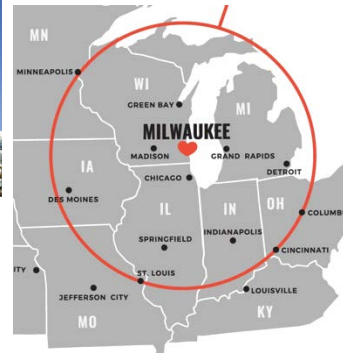 MN
MINNEAPOLIS
WI
GREEN BAY
MI
MILWAUKEE
MADISON
GRAND RAPIDS
DETROIT
IA
CHICAGO
DES MOINES
IL
IN
OH
COLUMB
SPRINGFIELD
INDIANAPOLIS
CINCINNATI
ITY
ST. LOUIS
JEFFERSON CITY
LOUISVILLE
MO
KY